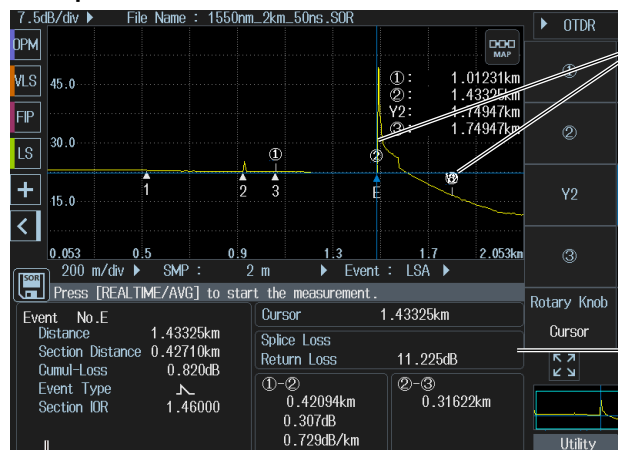 7.5dB/div ▶ File Name : 1550nm_2km_50ns.SOR
▶ OTDR
OPM
MAP
VLS
45.0
①: 1.01231km
②: 1.43325km
Y2: 1.74947km
③: 1.74947km
①
FIP
30.0
①
②
②
LS
1
2
3
E
15.0
Y2
0.053 0.5 0.9 1.3 1.7 2.053km
③
200 m/div ▶ SMP : 2 m ▶ Event : LSA ▶
SOR
Press [REALTIME/AVG] to start the measurement.
Rotary Knob
Cursor
Event No.E
Distance 1.43325km
Section Distance 0.42710km
Cumul-Loss 0.820dB
Event Type
Section IOR 1.46000
Cursor 1.43325km
Splice Loss
Return Loss 11.225dB
①-②
0.42094km
0.307dB
0.729dB/km
②-③
0.31622km
Utility